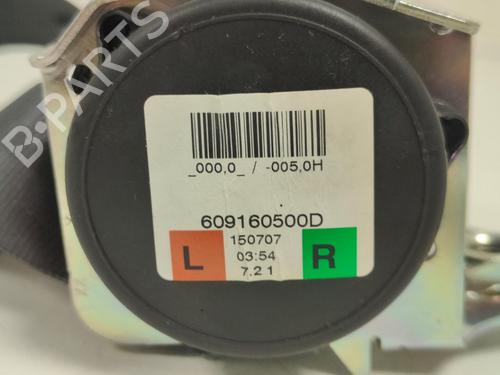 B-PARTS
_000,0_ / -005,0H
609160500D
L 150707 R
03:54
7.2 1